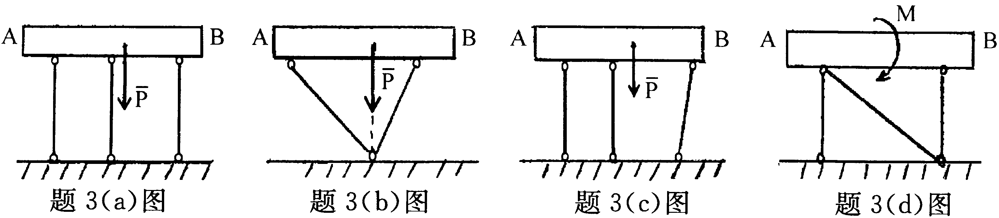 A B P̅
A B P̅
A B P̅
A B M
题 3(a)图
题 3(b)图
题 3(c)图
题 3(d)图